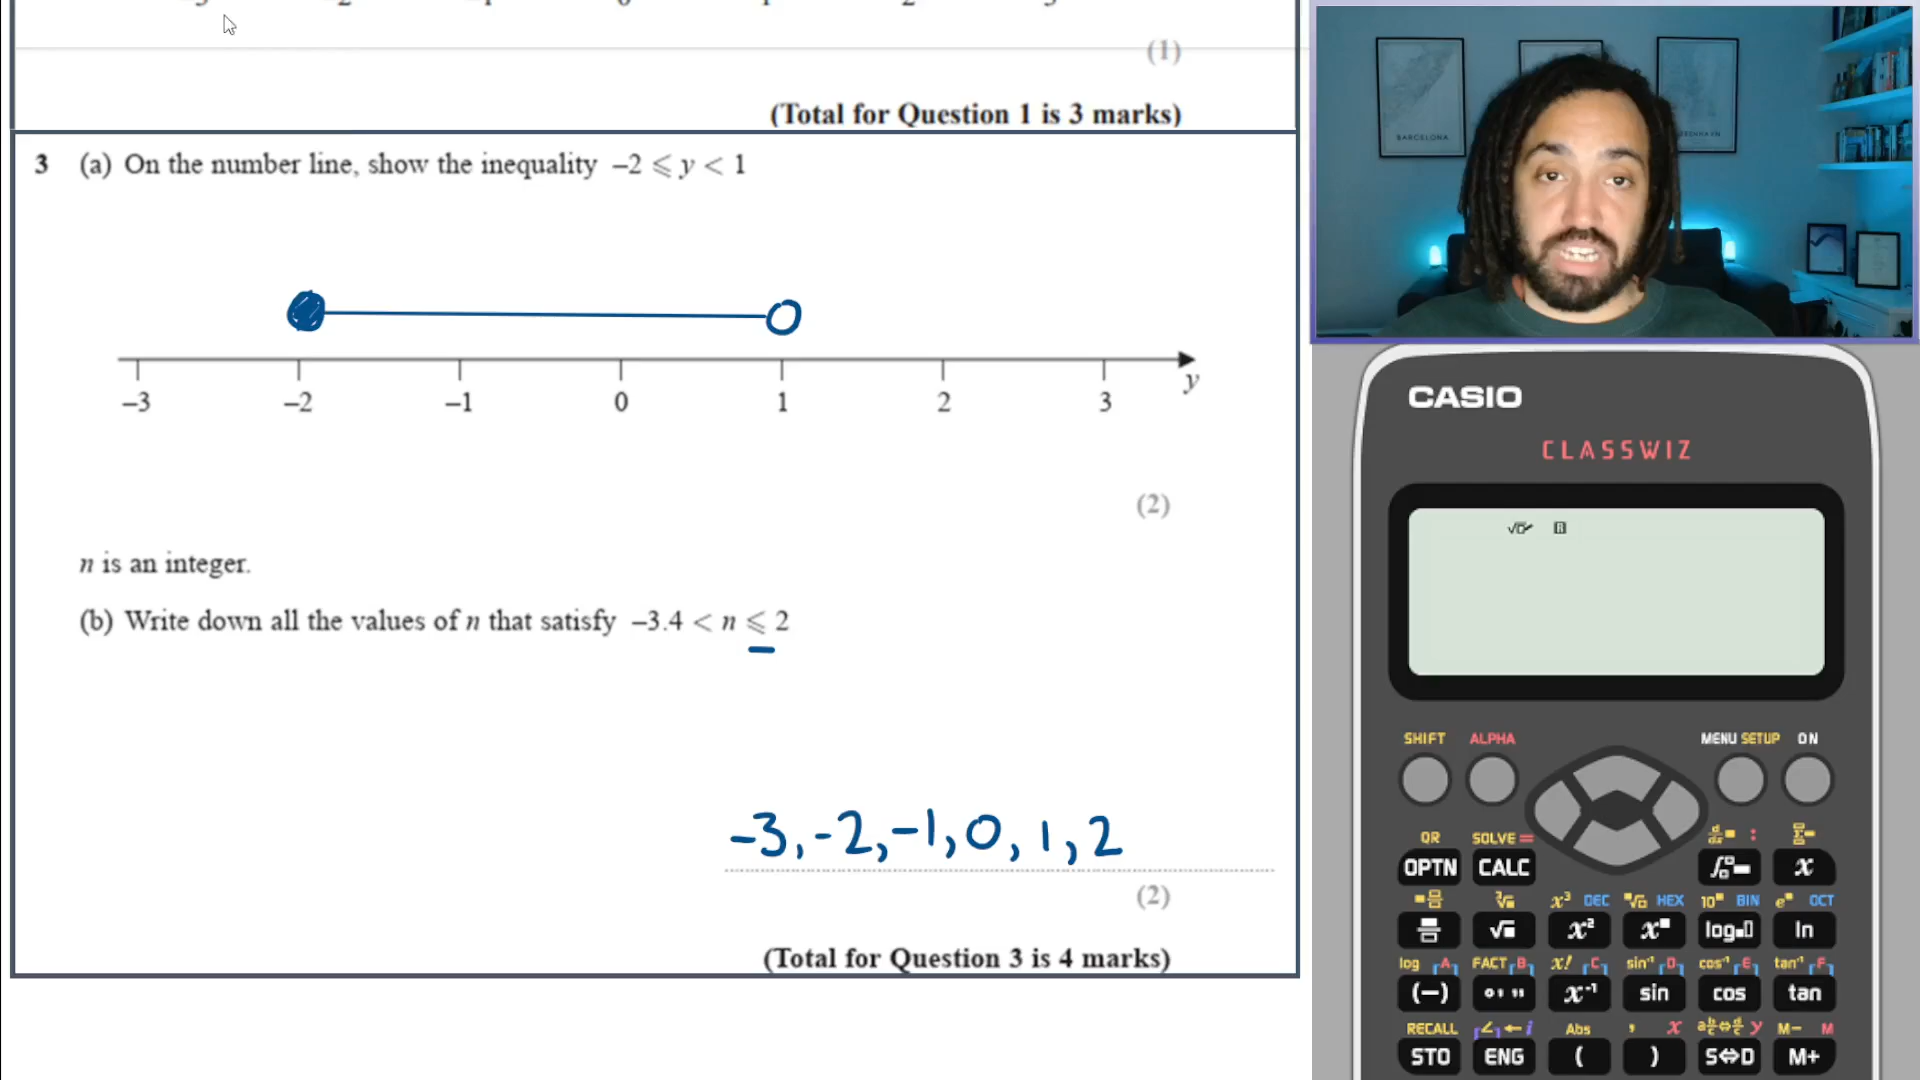 (1)
(Total for Question 1 is 3 marks)
3 (a) On the number line, show the inequality –2 ⩽ y < 1
–3 –2 –1 0 1 2 3 y
(2)
n is an integer.
(b) Write down all the values of n that satisfy –3.4 < n ⩽ 2
-3, -2, -1, 0, 1, 2
(2)
(Total for Question 3 is 4 marks)
BARCELONA
CASIO
CLASSWIZ
SHIFT ALPHA MENU SETUP ON
QR SOLVE = :
OPTN CALC x
x³ DEC HEX 10■ BIN e■ OCT
√■ x² x■ log■□ ln
log A FACT B x! C sin⁻¹ D cos⁻¹ E tan⁻¹ F
(−) ° ’ ” x⁻¹ sin cos tan
RECALL ∠ ← i Abs , x a b/c⇔d/c y M− M
STO ENG ( ) S⇔D M+